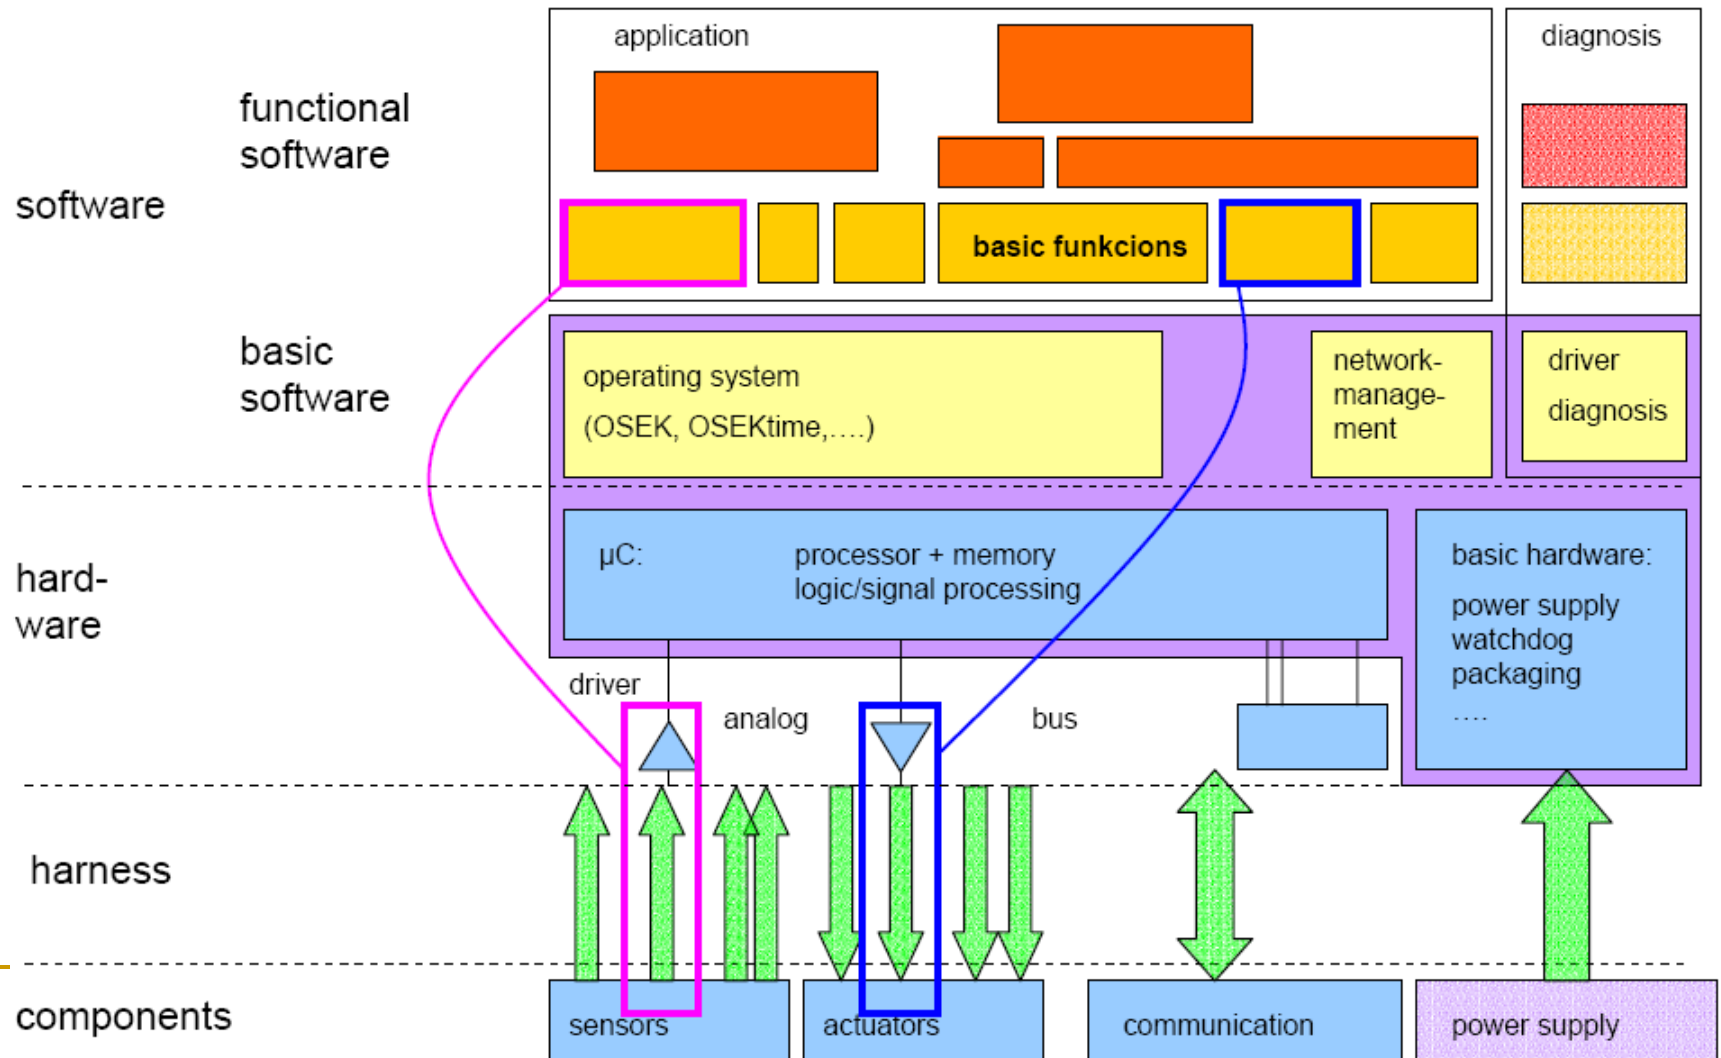 application
diagnosis
functional
software
software
basic funkcions
basic
software
operating system
(OSEK, OSEKtime,....)
network-
manage-
ment
driver
diagnosis
hard-
ware
µC:
processor + memory
logic/signal processing
basic hardware:
power supply
watchdog
packaging
....
driver
analog
bus
harness
components
sensors
actuators
communication
power supply